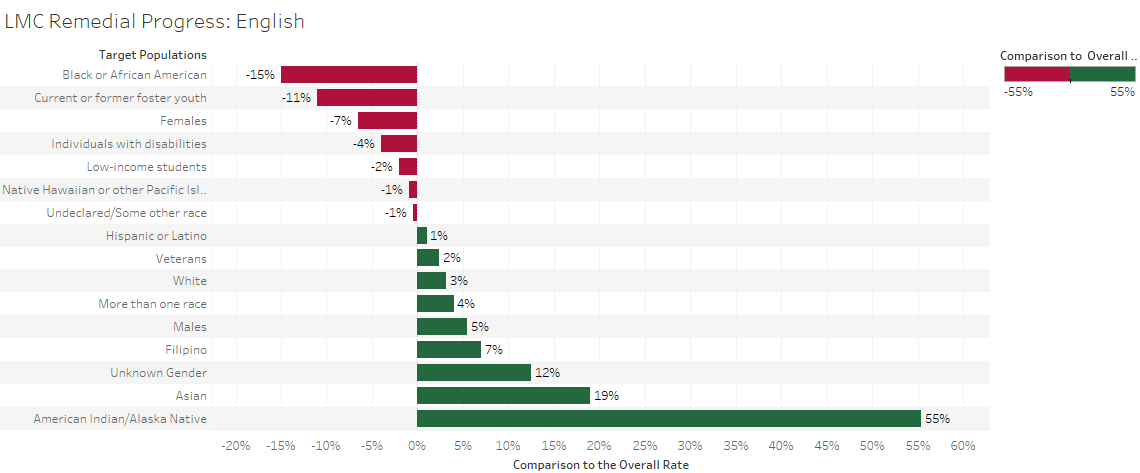 LMC Remedial Progress: English
Target Populations
Black or African American -15%
Current or former foster youth -11%
Females -7%
Individuals with disabilities -4%
Low-income students -2%
Native Hawaiian or other Pacific Isl.. -1%
Undeclared/Some other race -1%
Hispanic or Latino 1%
Veterans 2%
White 3%
More than one race 4%
Males 5%
Filipino 7%
Unknown Gender 12%
Asian 19%
American Indian/Alaska Native 55%
-20% -15% -10% -5% 0% 5% 10% 15% 20% 25% 30% 35% 40% 45% 50% 55% 60%
Comparison to the Overall Rate
Comparison to Overall ..
-55% 55%